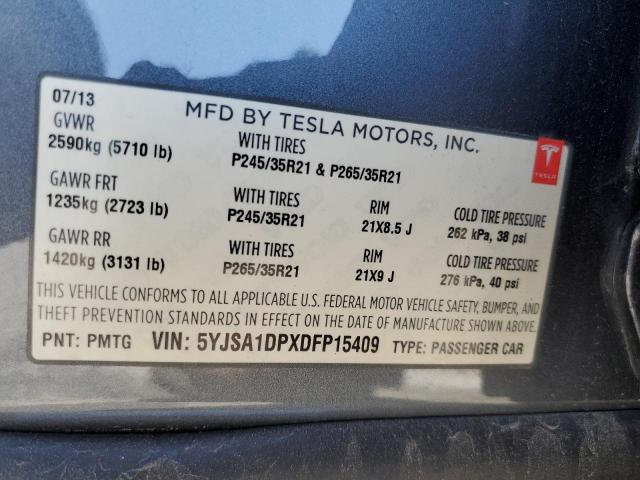 07/13
MFD BY TESLA MOTORS, INC.
GVWR
2590kg (5710 lb)
WITH TIRES
P245/35R21 & P265/35R21
TESLA
GAWR FRT
1235kg (2723 lb)
WITH TIRES
P245/35R21
RIM
21X8.5 J
COLD TIRE PRESSURE
262 kPa, 38 psi
GAWR RR
1420kg (3131 lb)
WITH TIRES
P265/35R21
RIM
21X9 J
COLD TIRE PRESSURE
276 kPa, 40 psi
THIS VEHICLE CONFORMS TO ALL APPLICABLE U.S. FEDERAL MOTOR VEHICLE SAFETY, BUMPER, AND
THEFT PREVENTION STANDARDS IN EFFECT ON THE DATE OF MANUFACTURE SHOWN ABOVE.
PNT: PMTG VIN: 5YJSA1DPXDFP15409 TYPE: PASSENGER CAR